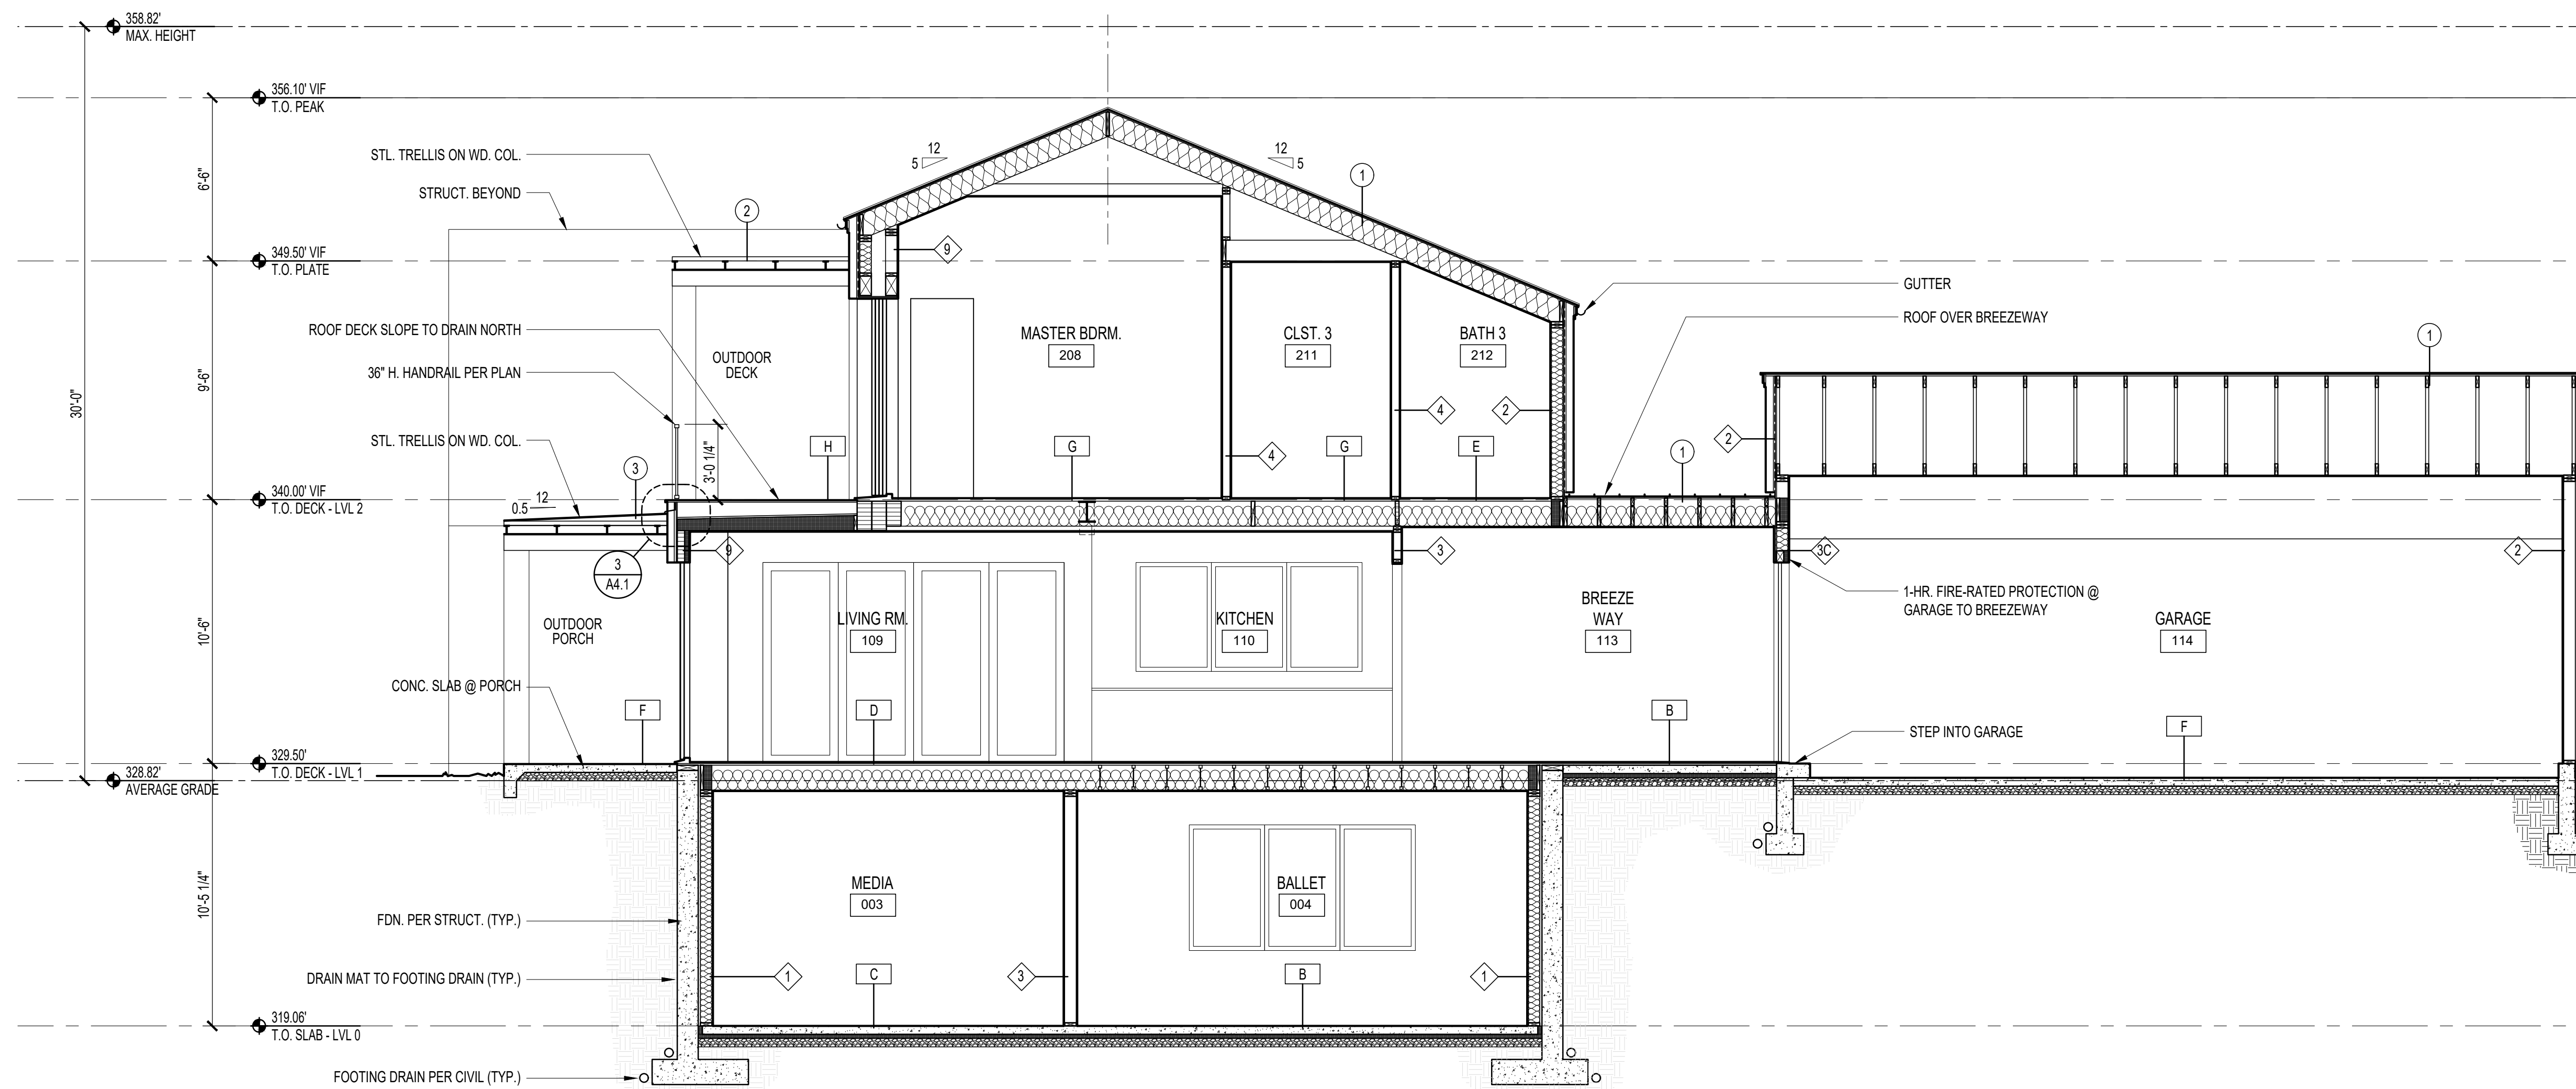 358.82'
MAX. HEIGHT
356.10' VIF
T.O. PEAK
6'-6"
STL. TRELLIS ON WD. COL.
STRUCT. BEYOND
2
12
5
12
5
1
349.50' VIF
T.O. PLATE
9
GUTTER
ROOF OVER BREEZEWAY
ROOF DECK SLOPE TO DRAIN NORTH
36" H. HANDRAIL PER PLAN
OUTDOOR
DECK
MASTER BDRM.
208
CLST. 3
211
BATH 3
212
1
30'-0"
9'-6"
4
2
STL. TRELLIS ON WD. COL.
3
3'-0 1/4"
H
G
4
G
E
2
1
340.00' VIF
T.O. DECK - LVL 2
12
0.5
3
A4.1
9
3
3C
2
1-HR. FIRE-RATED PROTECTION @
GARAGE TO BREEZEWAY
10'-6"
OUTDOOR
PORCH
LIVING RM.
109
KITCHEN
110
BREEZE
WAY
113
GARAGE
114
CONC. SLAB @ PORCH
F
D
B
F
STEP INTO GARAGE
329.50'
T.O. DECK - LVL 1
328.82'
AVERAGE GRADE
10'-5 1/4"
MEDIA
003
BALLET
004
FDN. PER STRUCT. (TYP.)
DRAIN MAT TO FOOTING DRAIN (TYP.)
1
C
3
B
1
319.06'
T.O. SLAB - LVL 0
FOOTING DRAIN PER CIVIL (TYP.)